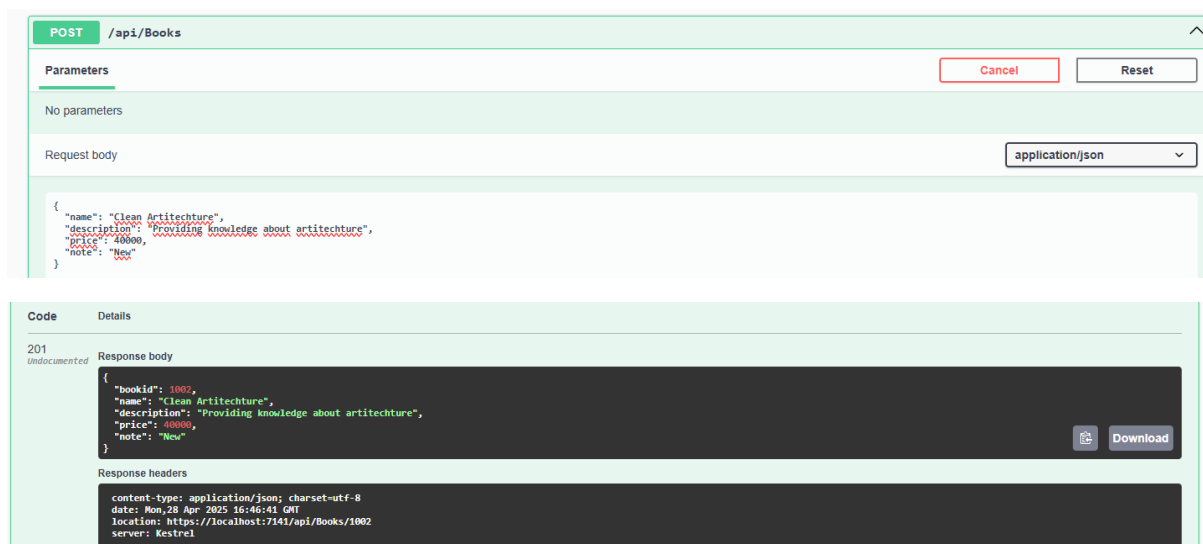 POST /api/Books
Parameters
Cancel Reset
No parameters
Request body
application/json
{
"name": "Clean Artitechture",
"description": "Providing knowledge about artitechture",
"price": 40000,
"note": "New"
}
Code Details
201
Undocumented
Response body
{
"bookid": 1002,
"name": "Clean Artitechture",
"description": "Providing knowledge about artitechture",
"price": 40000,
"note": "New"
}
Download
Response headers
content-type: application/json; charset=utf-8
date: Mon,28 Apr 2025 16:46:41 GMT
location: https://localhost:7141/api/Books/1002
server: Kestrel